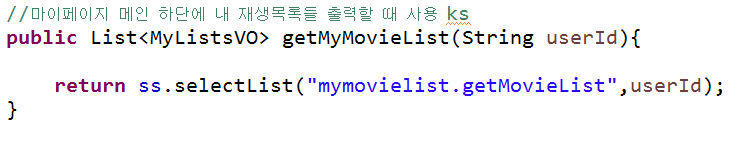 //마이페이지 메인 하단에 내 재생목록들 출력할 때 사용 ks
public List<MyListsVO> getMyMovieList(String userId){
return ss.selectList("mymovielist.getMovieList",userId);
}